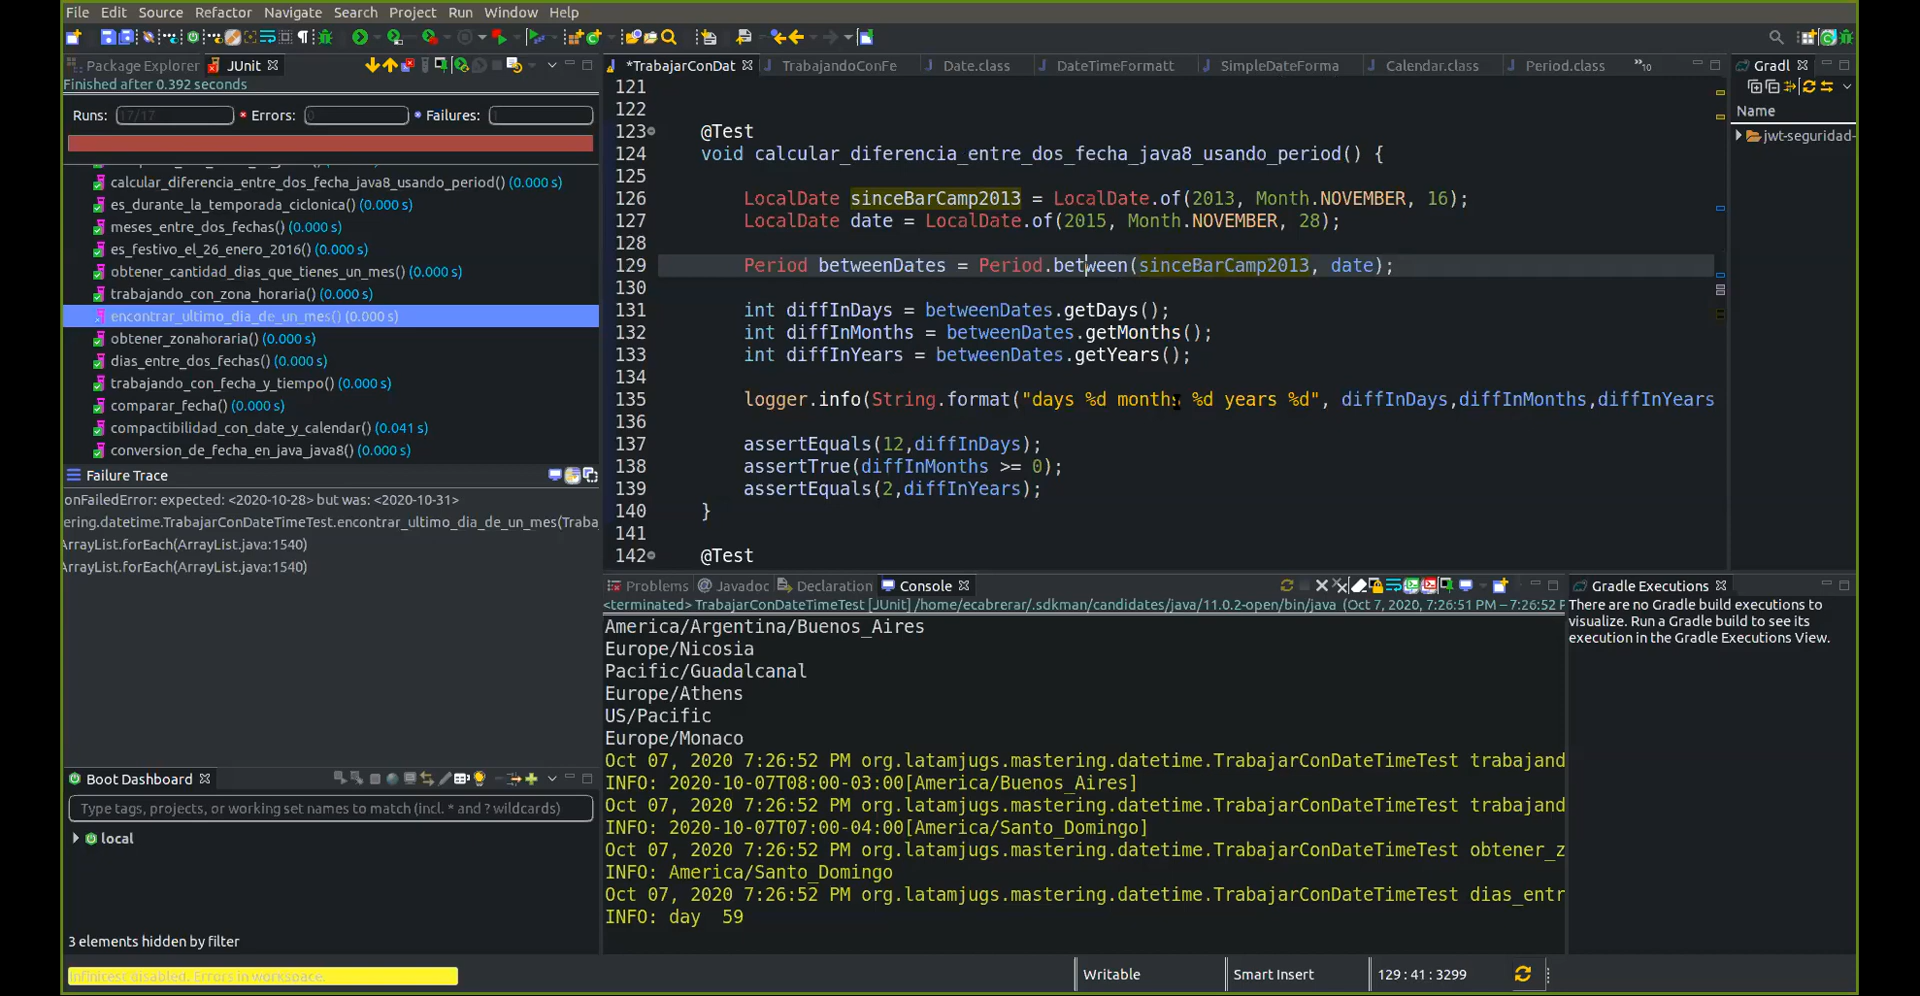 File Edit Source Refactor Navigate Search Project Run Window Help
Package Explorer JUnit
Finished after 0.392 seconds
Runs: 17/17 Errors: 0 Failures: 1
calcular_diferencia_entre_dos_fecha_java8_usando_period() (0.000 s)
es_durante_la_temporada_ciclonica() (0.000 s)
meses_entre_dos_fechas() (0.000 s)
es_festivo_el_26_enero_2016() (0.000 s)
obtener_cantidad_dias_que_tienes_un_mes() (0.000 s)
trabajando_con_zona_horaria() (0.000 s)
encontrar_ultimo_dia_de_un_mes() (0.000 s)
obtener_zonahoraria() (0.000 s)
dias_entre_dos_fechas() (0.000 s)
trabajando_con_fecha_y_tiempo() (0.000 s)
comparar_fecha() (0.000 s)
compactibilidad_con_date_y_calendar() (0.041 s)
conversion_de_fecha_en_java_java8() (0.000 s)
Failure Trace
onFailedError: expected: <2020-10-28> but was: <2020-10-31>
ering.datetime.TrabajarConDateTimeTest.encontrar_ultimo_dia_de_un_mes(Traba
ArrayList.forEach(ArrayList.java:1540)
ArrayList.forEach(ArrayList.java:1540)
Boot Dashboard
Type tags, projects, or working set names to match (incl. * and ? wildcards)
local
3 elements hidden by filter
Infinitest disabled. Errors in workspace.
*TrabajarConDat TrabajandoConFe Date.class DateTimeFormatt SimpleDateForma Calendar.class Period.class »10
121
122
123 @Test
124 void calcular_diferencia_entre_dos_fecha_java8_usando_period() {
125
126 LocalDate sinceBarCamp2013 = LocalDate.of(2013, Month.NOVEMBER, 16);
127 LocalDate date = LocalDate.of(2015, Month.NOVEMBER, 28);
128
129 Period betweenDates = Period.between(sinceBarCamp2013, date);
130
131 int diffInDays = betweenDates.getDays();
132 int diffInMonths = betweenDates.getMonths();
133 int diffInYears = betweenDates.getYears();
134
135 logger.info(String.format("days %d months %d years %d", diffInDays,diffInMonths,diffInYears
136
137 assertEquals(12,diffInDays);
138 assertTrue(diffInMonths >= 0);
139 assertEquals(2,diffInYears);
140 }
141
142 @Test
Problems Javadoc Declaration Console
<terminated> TrabajarConDateTimeTest [JUnit] /home/ecabrerar/.sdkman/candidates/java/11.0.2-open/bin/java (Oct 7, 2020, 7:26:51 PM – 7:26:52 P
America/Argentina/Buenos_Aires
Europe/Nicosia
Pacific/Guadalcanal
Europe/Athens
US/Pacific
Europe/Monaco
Oct 07, 2020 7:26:52 PM org.latamjugs.mastering.datetime.TrabajarConDateTimeTest trabajand
INFO: 2020-10-07T08:00-03:00[America/Buenos_Aires]
Oct 07, 2020 7:26:52 PM org.latamjugs.mastering.datetime.TrabajarConDateTimeTest trabajand
INFO: 2020-10-07T07:00-04:00[America/Santo_Domingo]
Oct 07, 2020 7:26:52 PM org.latamjugs.mastering.datetime.TrabajarConDateTimeTest obtener_z
INFO: America/Santo_Domingo
Oct 07, 2020 7:26:52 PM org.latamjugs.mastering.datetime.TrabajarConDateTimeTest dias_entr
INFO: day  59
Gradl
Name
jwt-seguridad-
Gradle Executions
There are no Gradle build executions to
visualize. Run a Gradle build to see its
execution in the Gradle Executions View.
Writable Smart Insert 129 : 41 : 3299